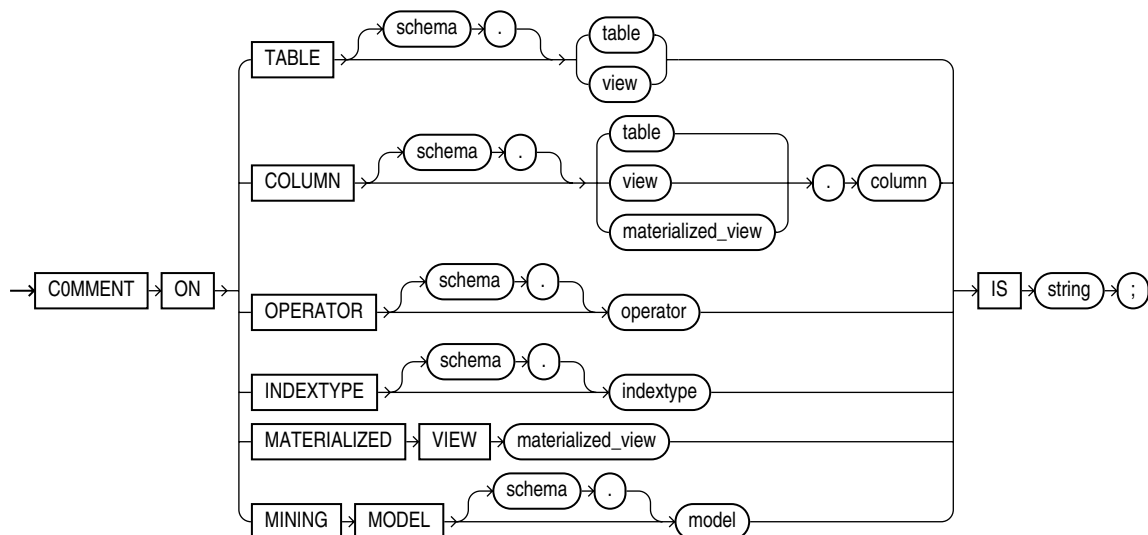 schema .
TABLE table
view
schema . table
COLUMN view . column
materialized_view
C0MMENT ON schema . IS string ;
OPERATOR operator
schema .
INDEXTYPE indextype
MATERIALIZED VIEW materialized_view
schema .
MINING MODEL model